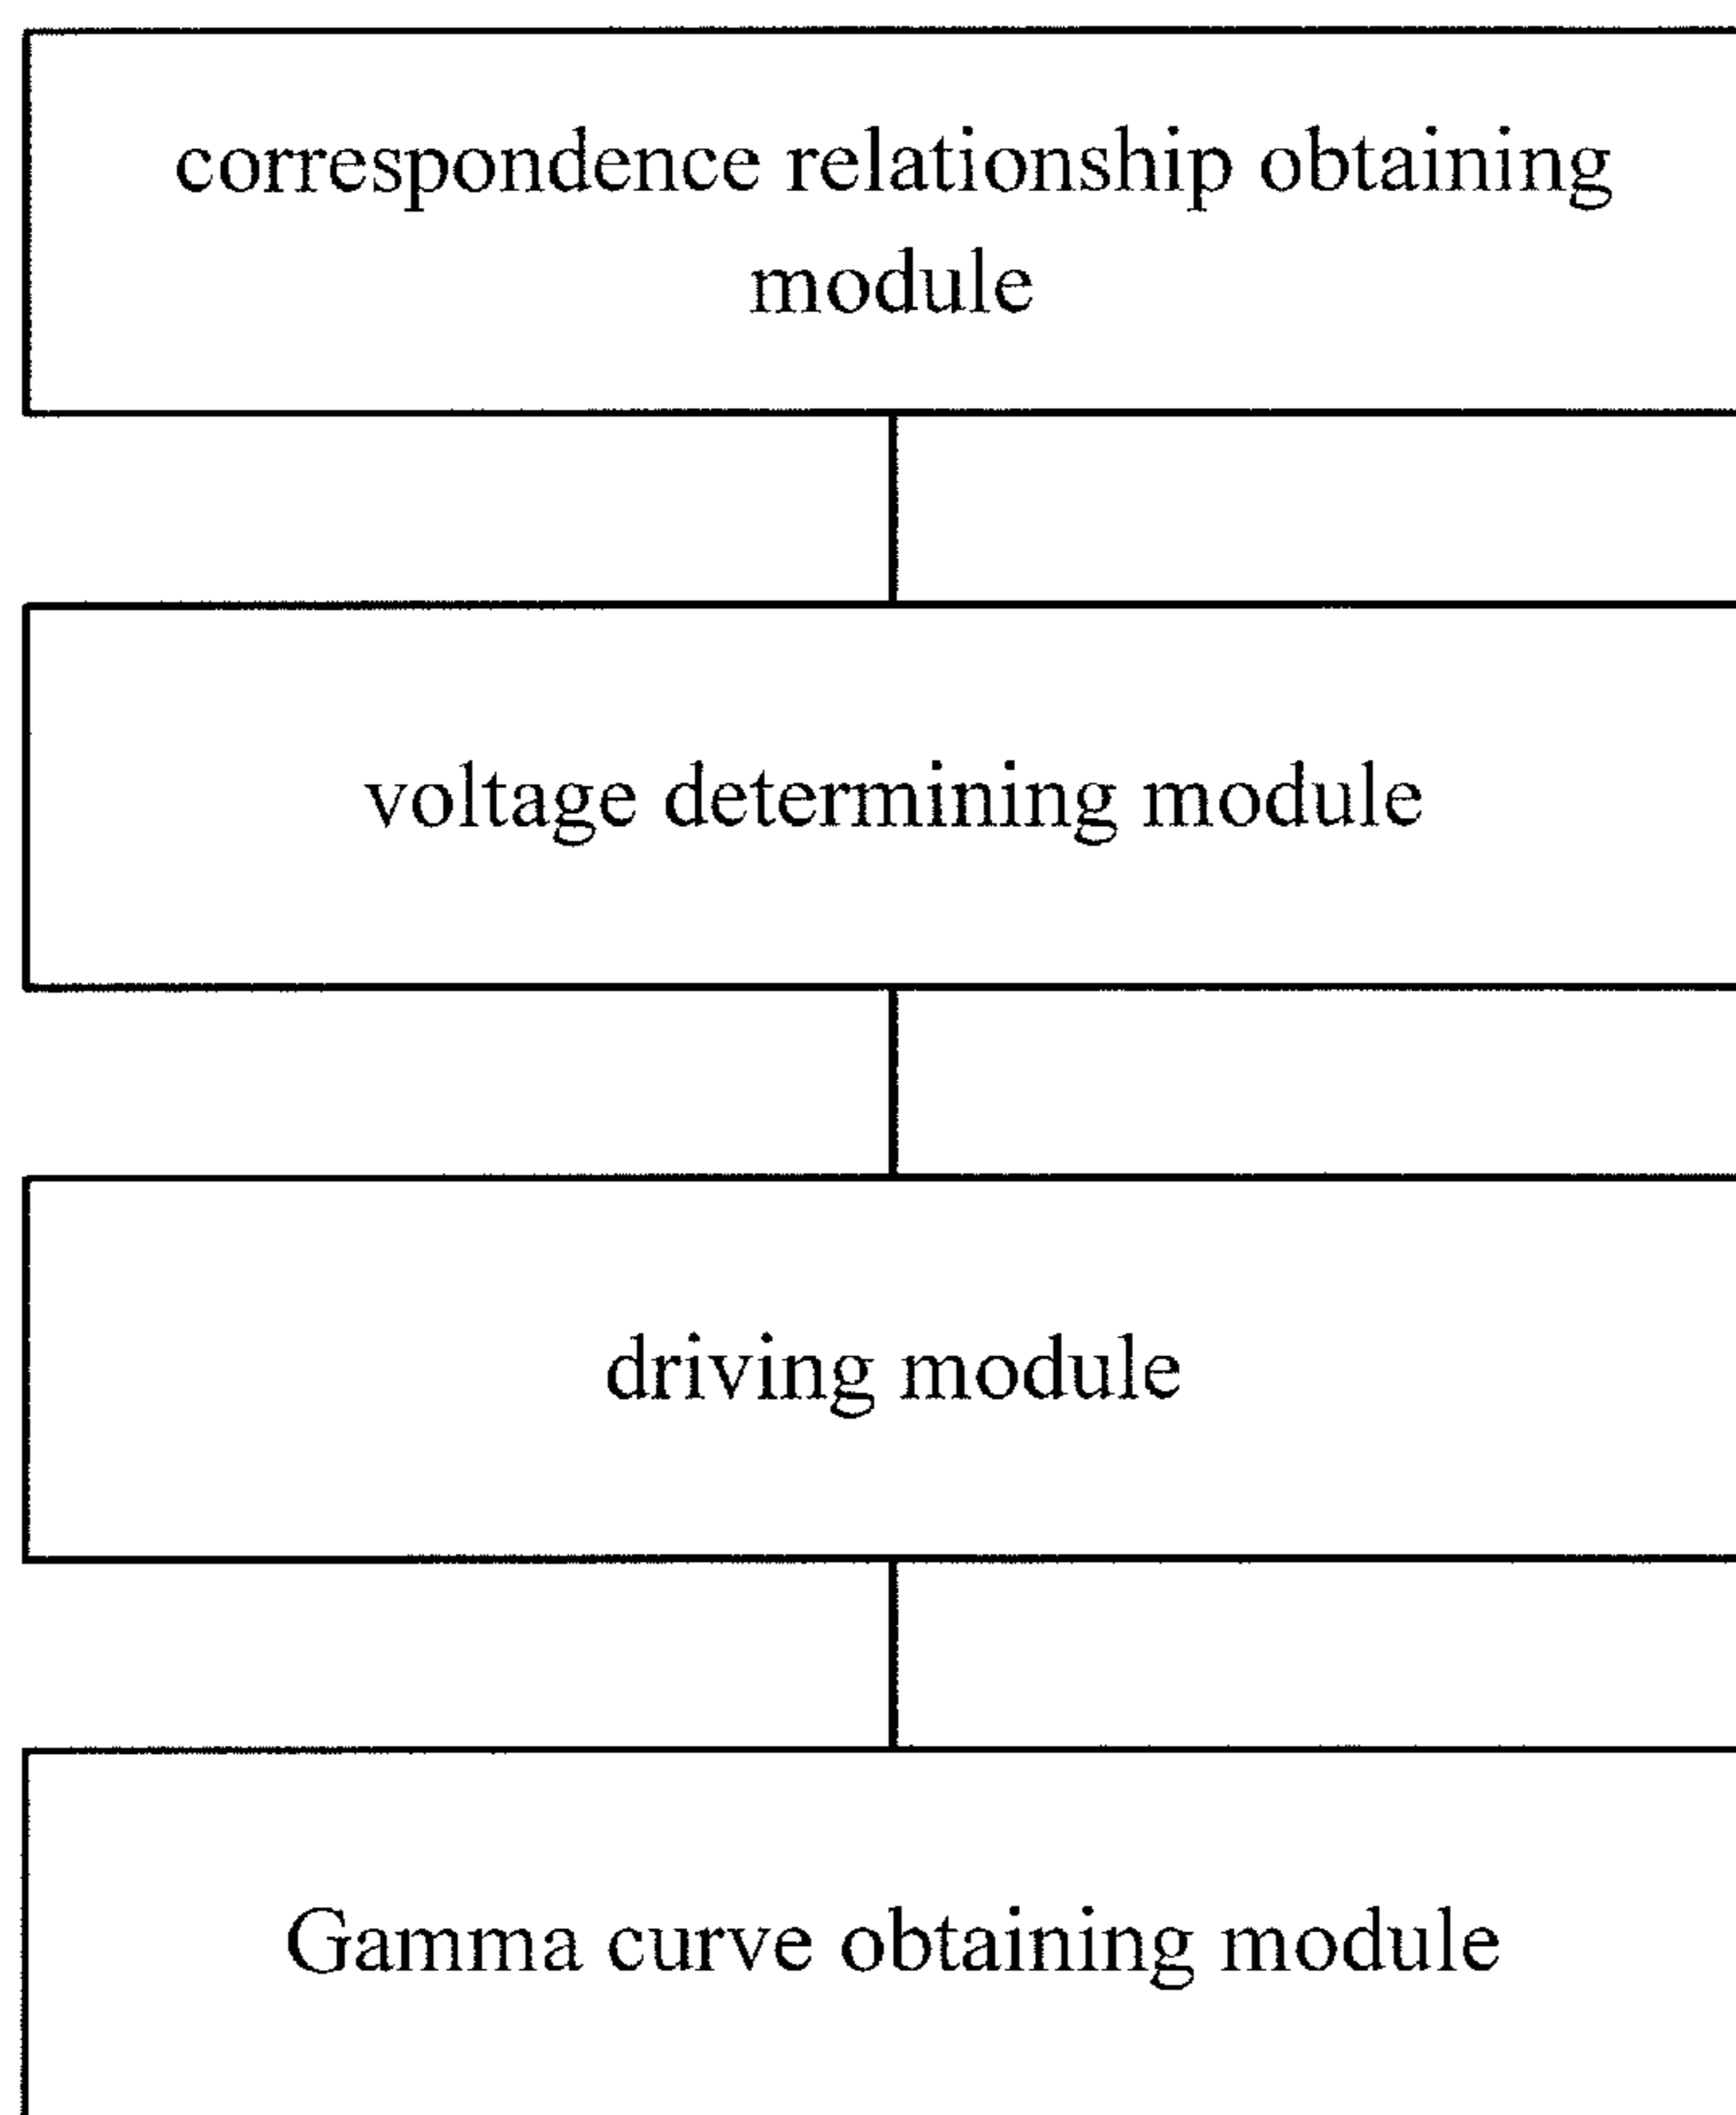 correspondence relationship obtaining
module
voltage determining module
driving module
Gamma curve obtaining module